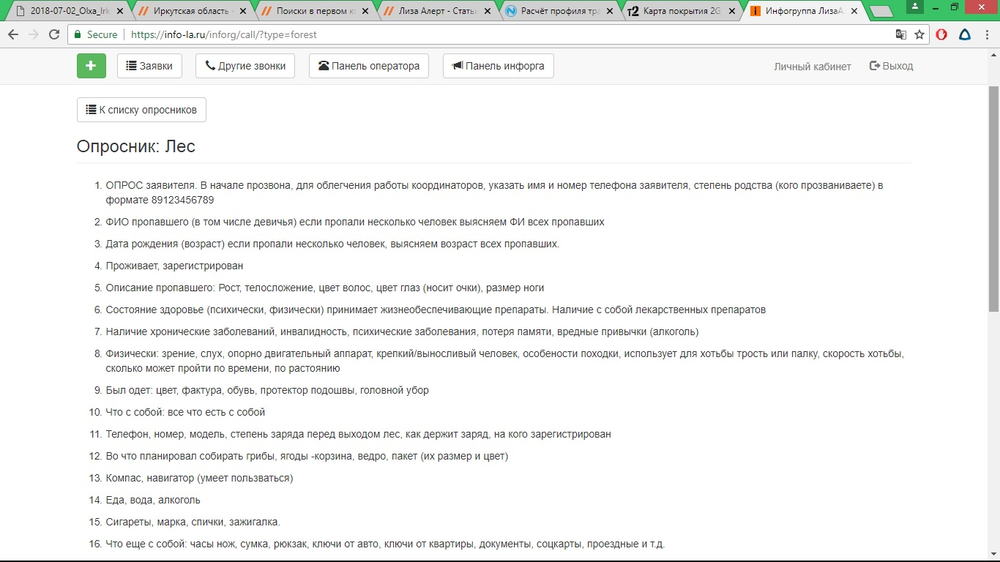 2018-07-02_Olxa_Irk
Иркутская область
Поиски в первом к
Лиза Алерт - Стать
Расчёт профиля тра
Карта покрытия 2G
Инфогруппа ЛизаА
Secure https://info-la.ru/inforg/call/?type=forest
Заявки
Другие звонки
Панель оператора
Панель инфорга
Личный кабинет
Выход
К списку опросников
Опросник: Лес
1. ОПРОС заявителя. В начале прозвона, для облегчения работы координаторов, указать имя и номер телефона заявителя, степень родства (кого прозваниваете) в
формате 89123456789
2. ФИО пропавшего (в том числе девичья) если пропали несколько человек выясняем ФИ всех пропавших
3. Дата рождения (возраст) если пропали несколько человек, выясняем возраст всех пропавших.
4. Проживает, зарегистрирован
5. Описание пропавшего: Рост, телосложение, цвет волос, цвет глаз (носит очки), размер ноги
6. Состояние здоровье (психически, физически) принимает жизнеобеспечивающие препараты. Наличие с собой лекарственных препаратов
7. Наличие хронические заболеваний, инвалидность, психические заболевания, потеря памяти, вредные привычки (алкоголь)
8. Физически: зрение, слух, опорно двигательный аппарат, крепкий/выносливый человек, особености походки, использует для хотьбы трость или палку, скорость хотьбы,
сколько может пройти по времени, по растоянию
9. Был одет: цвет, фактура, обувь, протектор подошвы, головной убор
10. Что с собой: все что есть с собой
11. Телефон, номер, модель, степень заряда перед выходом лес, как держит заряд, на кого зарегистрирован
12. Во что планировал собирать грибы, ягоды -корзина, ведро, пакет (их размер и цвет)
13. Компас, навигатор (умеет пользваться)
14. Еда, вода, алкоголь
15. Сигареты, марка, спички, зажигалка.
16. Что еще с собой: часы нож, сумка, рюкзак, ключи от авто, ключи от квартиры, документы, соцкарты, проездные и т.д.